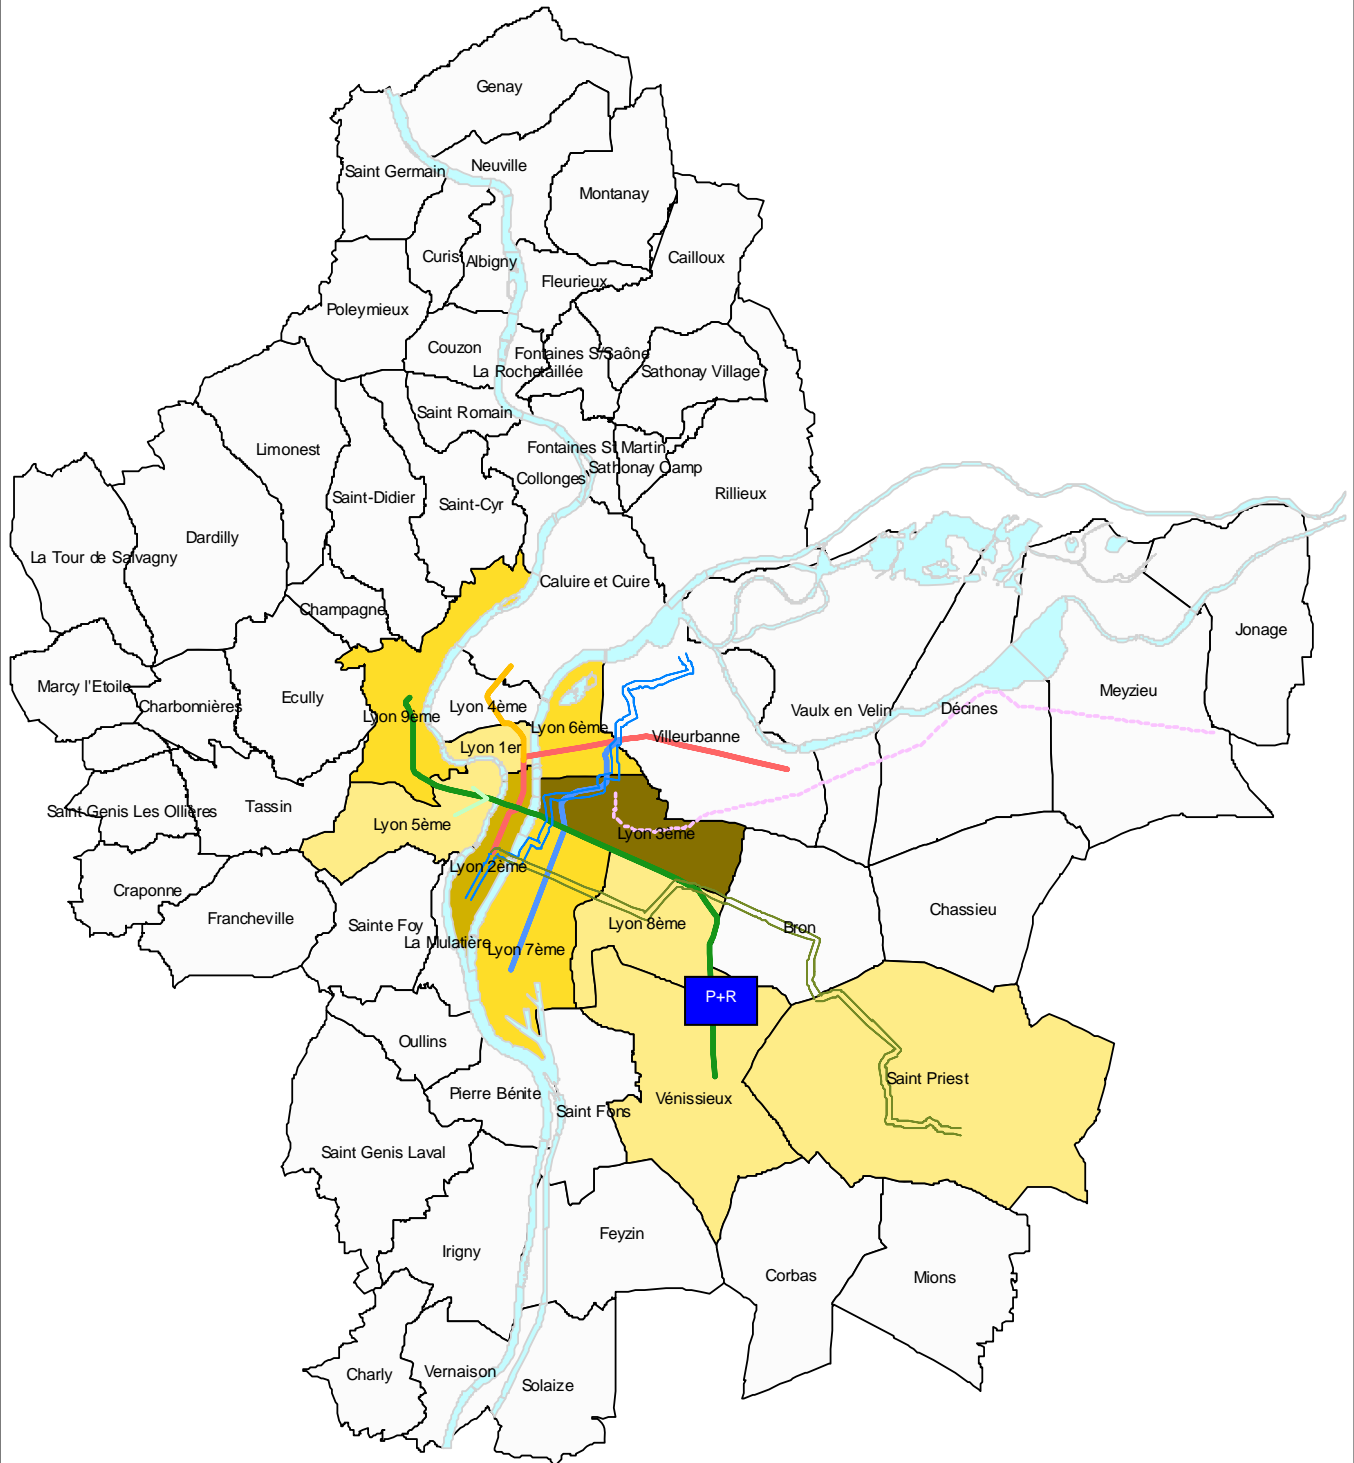 Genay
Neuville
Saint Germain
Montanay
Curis
Albigny
Cailloux
Fleurieux
Poleymieux
Couzon
Fontaines S/Saône
La Rochetaillée
Sathonay Village
Saint Romain
Limonest
Fontaines St Martin
Sathonay Camp
Collonges
Rillieux
Saint-Didier
Saint-Cyr
Dardilly
La Tour de Salvagny
Caluire et Cuire
Champagne
Jonage
Marcy l'Etoile
Charbonnières
Ecully
Meyzieu
Lyon 4ème
Vaulx en Velin
Décines
Lyon 9ème
Lyon 6ème
Villeurbanne
Lyon 1er
Saint Genis Les Ollières
Tassin
Lyon 5ème
Lyon 3ème
Lyon 2ème
Craponne
Francheville
Sainte Foy
Lyon 8ème
Bron
Chassieu
La Mulatière
Lyon 7ème
P+R
Oullins
Saint Priest
Pierre Bénite
Vénissieux
Saint Fons
Saint Genis Laval
Feyzin
Irigny
Corbas
Mions
Charly
Vernaison
Solaize